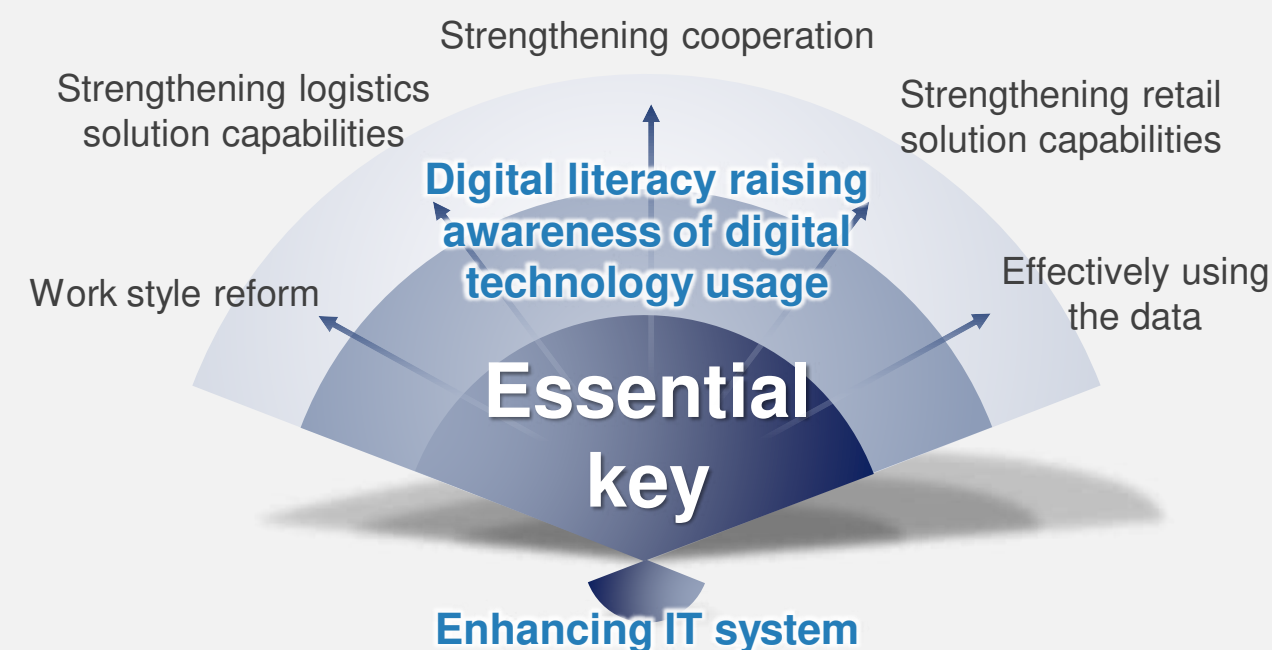 Strengthening cooperation
Strengthening logistics
solution capabilities
Strengthening retail
solution capabilities
Digital literacy raising
awareness of digital
technology usage
Work style reform
Effectively using
the data
Essential
key
Enhancing IT system